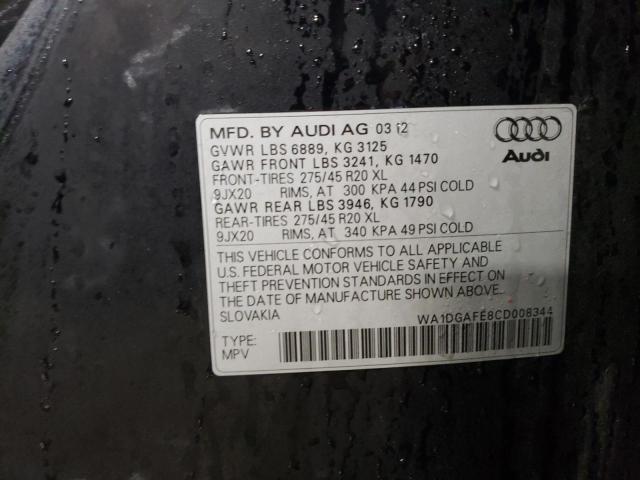 MFD. BY AUDI AG 03 12
GVWR LBS 6889, KG 3125
GAWR FRONT LBS 3241, KG 1470
FRONT-TIRES 275/45 R20 XL
9JX20 RIMS, AT 300 KPA 44 PSI COLD
GAWR REAR LBS 3946, KG 1790
REAR-TIRES 275/45 R20 XL
9JX20 RIMS, AT 340 KPA 49 PSI COLD
Audi
THIS VEHICLE CONFORMS TO ALL APPLICABLE
U.S. FEDERAL MOTOR VEHICLE SAFETY AND
THEFT PREVENTION STANDARDS IN EFFECT ON
THE DATE OF MANUFACTURE SHOWN ABOVE.
SLOVAKIA
WA1DGAFE8CD008344
TYPE:
MPV